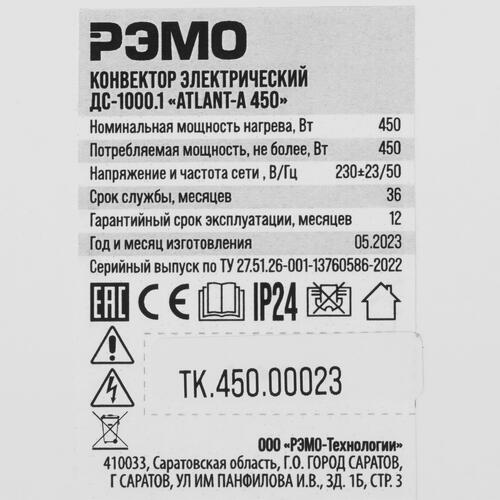 РЭМО
КОНВЕКТОР ЭЛЕКТРИЧЕСКИЙ
ДС-1000.1 «ATLANT-A 450»
Номинальная мощность нагрева, Вт 450
Потребляемая мощность, не более, Вт 450
Напряжение и частота сети , В/Гц 230±23/50
Срок службы, месяцев 36
Гарантийный срок эксплуатации, месяцев 12
Год и месяц изготовления 05.2023
Серийный выпуск по ТУ 27.51.26-001-13760586-2022
EAC CE IP24
TK.450.00023
ООО «РЭМО-Технологии»
410033, Саратовская область, Г.О. ГОРОД САРАТОВ,
Г САРАТОВ, УЛ ИМ ПАНФИЛОВА И.В., ЗД. 1Б, СТР. 3